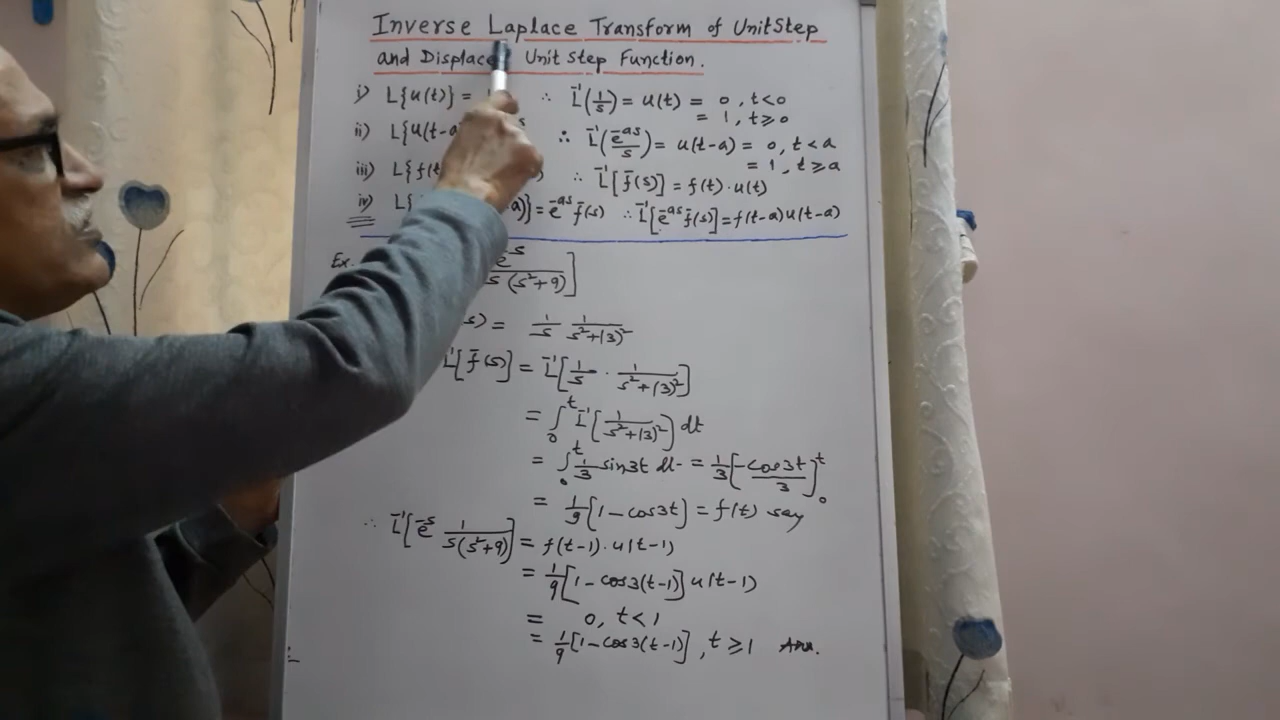 Inverse Laplace Transform of Unit Step
and Displace Unit Step Function.
i) L{u(t)} = ∴ L⁻¹(1/s) = u(t) = 0, t<0
= 1, t≥0
ii) L{u(t-a ∴ L⁻¹(e⁻ᵃˢ/s) = u(t-a) = 0, t<a
= 1, t≥a
iii) L{f(t ∴ L⁻¹[f̄(s)] = f(t)·u(t)
iv) L{ a)} = e⁻ᵃˢ f̄(s) ∴ L⁻¹[e⁻ᵃˢ f̄(s)] = f(t-a)u(t-a)
Ex. e⁻ˢ/s(s²+9)]
s) = 1/s 1/s²+(3)²
L⁻¹[f̄(s)] = L⁻¹[1/s · 1/s²+(3)²]
= ∫₀ᵗ L⁻¹[1/s²+(3)²] dt
= ∫₀ᵗ 1/3 sin3t dt = 1/3[-cos3t/3]₀ᵗ
= 1/9[1-cos3t] = f(t) say
∴ L⁻¹[e⁻ˢ 1/s(s²+9)] = f(t-1)·u(t-1)
= 1/9[1-cos3(t-1)] u(t-1)
= 0, t<1
= 1/9[1-cos3(t-1)], t≥1 Ans.